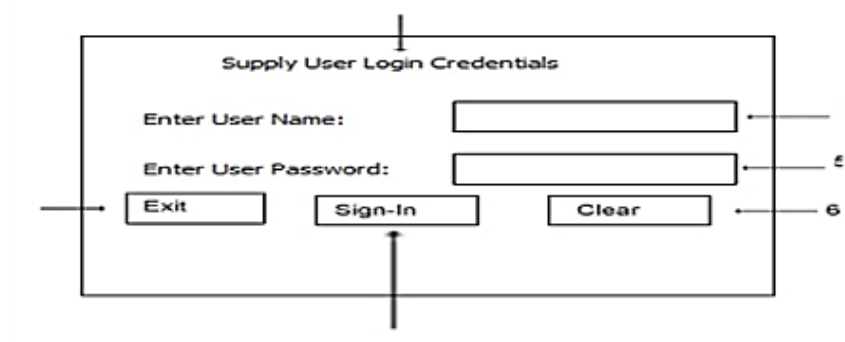 Supply User Login Credentials
Enter User Name:
Enter User Password:
Exit
Sign-In
Clear
6